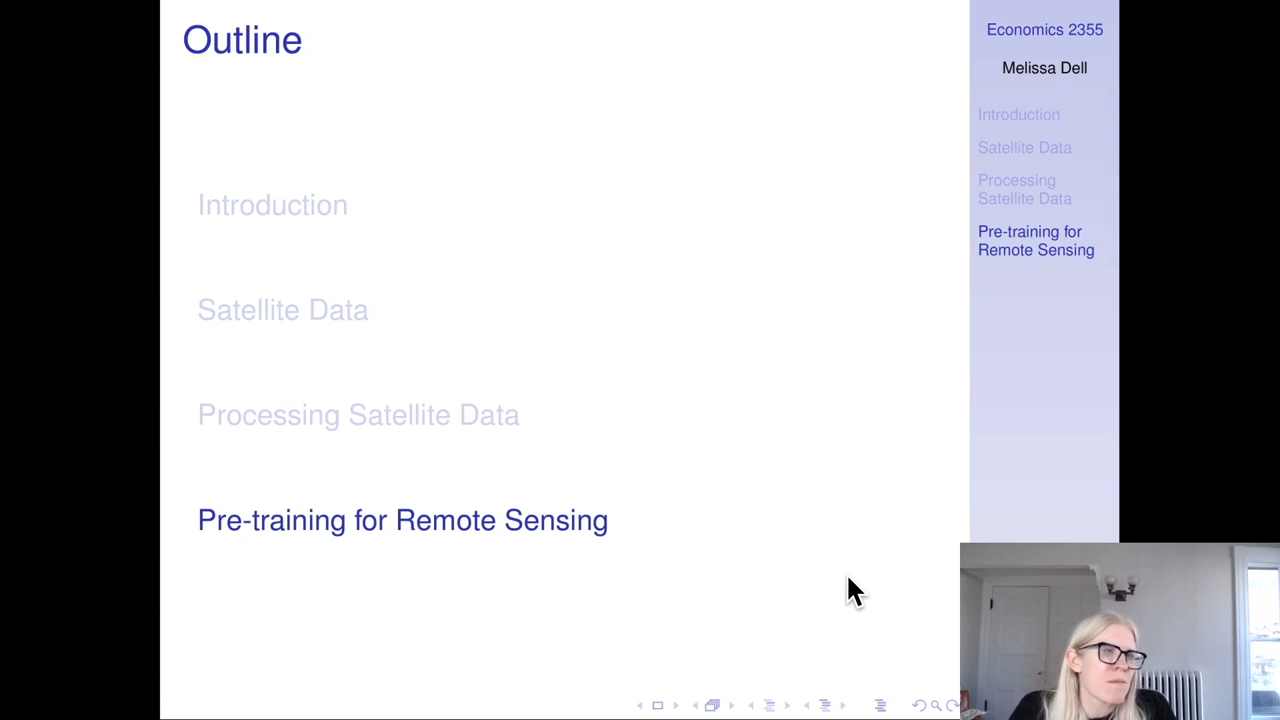 Outline
Introduction
Satellite Data
Processing Satellite Data
Pre-training for Remote Sensing
Economics 2355
Melissa Dell
Introduction
Satellite Data
Processing
Satellite Data
Pre-training for
Remote Sensing